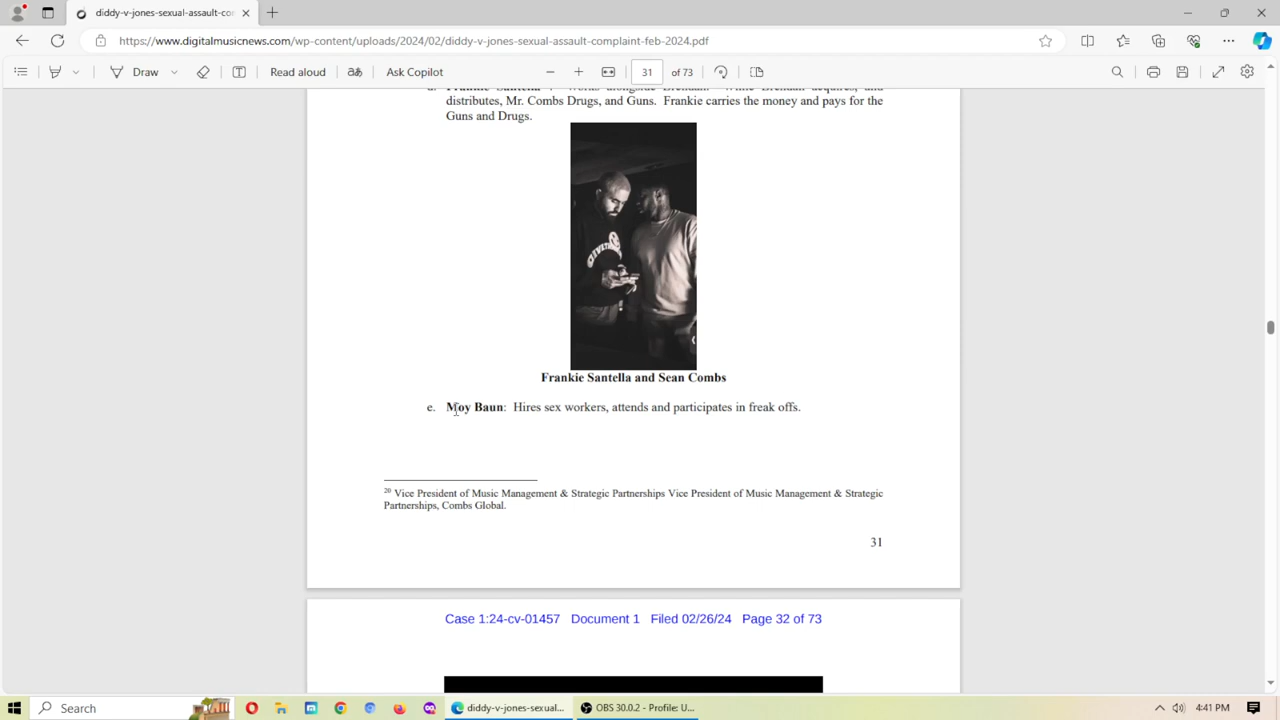 diddy-v-jones-sexual-assault-co
https://www.digitalmusicnews.com/wp-content/uploads/2024/02/diddy-v-jones-sexual-assault-complaint-feb-2024.pdf
Draw
Read aloud
Ask Copilot
31 of 73
distributes, Mr. Combs Drugs, and Guns. Frankie carries the money and pays for the
Guns and Drugs.
Frankie Santella and Sean Combs
e. Moy Baun: Hires sex workers, attends and participates in freak offs.
20 Vice President of Music Management & Strategic Partnerships Vice President of Music Management & Strategic
Partnerships, Combs Global.
31
Case 1:24-cv-01457 Document 1 Filed 02/26/24 Page 32 of 73
Search
diddy-v-jones-sexual...
OBS 30.0.2 - Profile: U...
4:41 PM